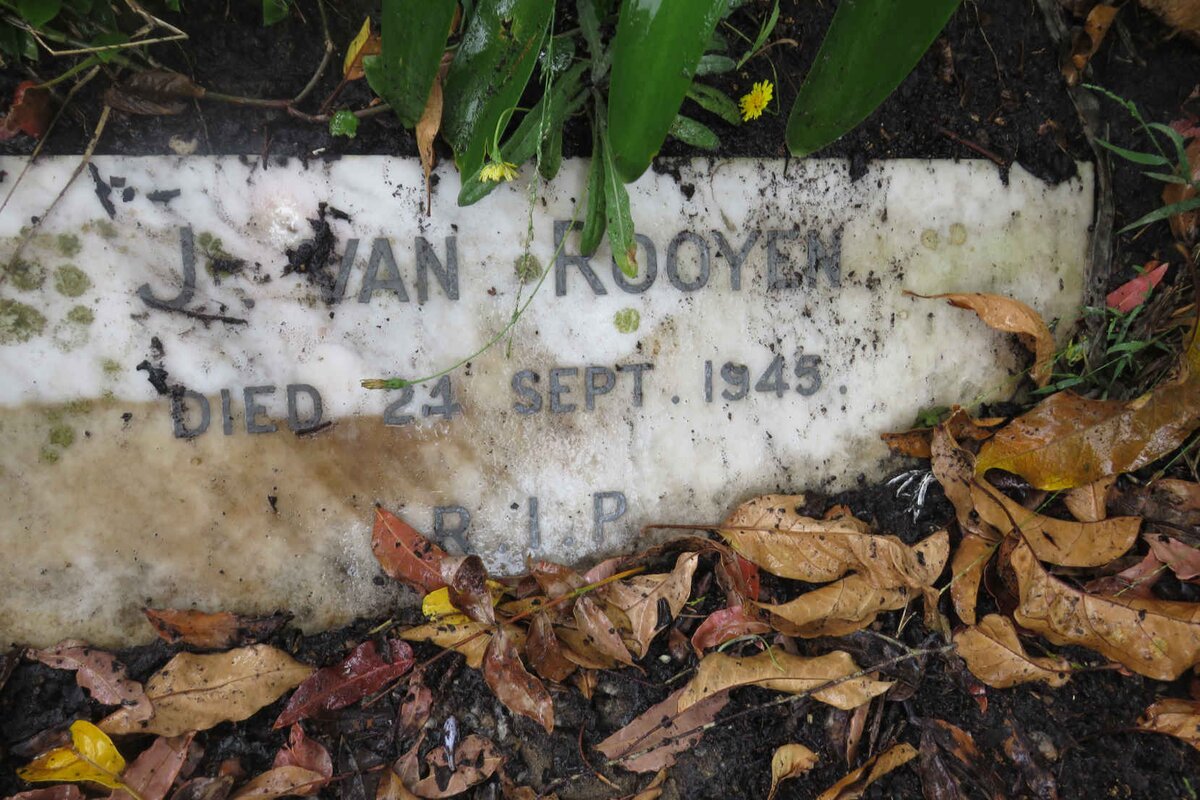 J. VAN ROOYEN
DIED 24 SEPT. 1945.
R.I.P